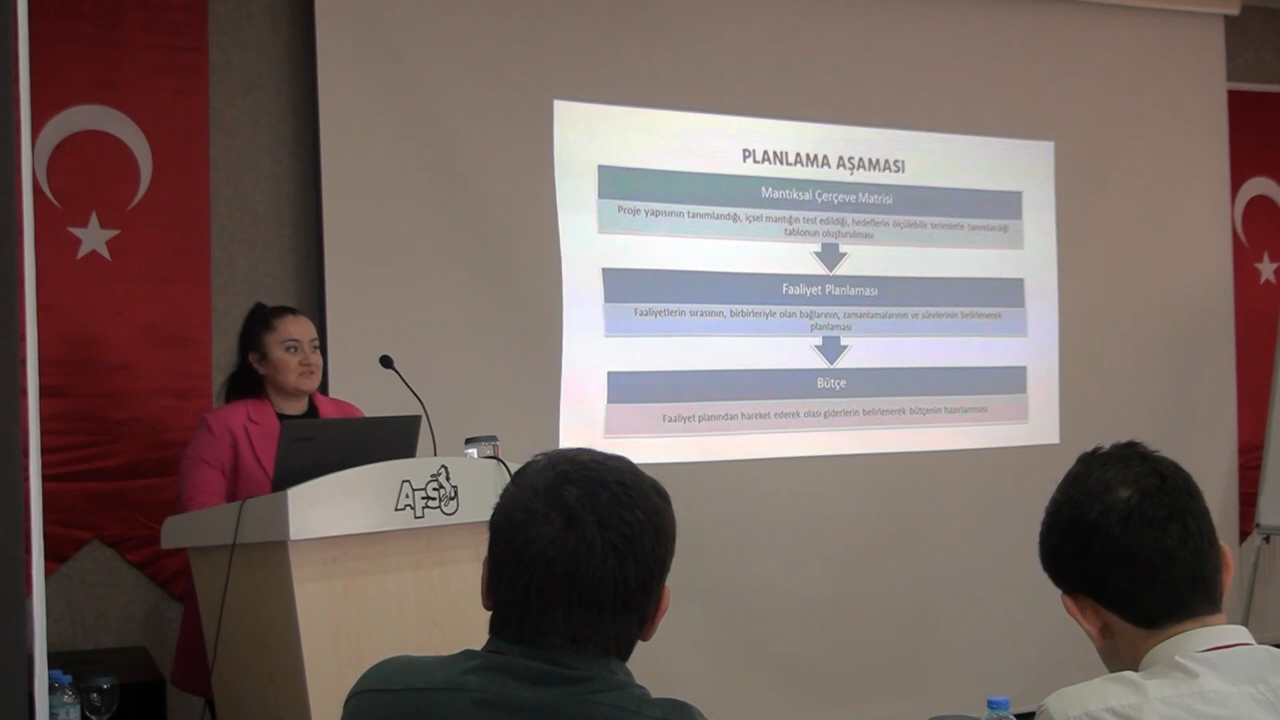 PLANLAMA AŞAMASI
Mantıksal Çerçeve Matrisi
Proje yapısının tanımlandığı, içsel mantığın test edildiği, hedeflerin ölçülebilir terimlerle tanımlandığı
tablonun oluşturulması
Faaliyet Planlaması
Faaliyetlerin sırasının, birbirleriyle olan bağlarının, zamanlamalarının ve sürelerinin belirlenerek
planlaması
Bütçe
Faaliyet planından hareket ederek olası giderlerin belirlenerek bütçenin hazırlanması
AFSU